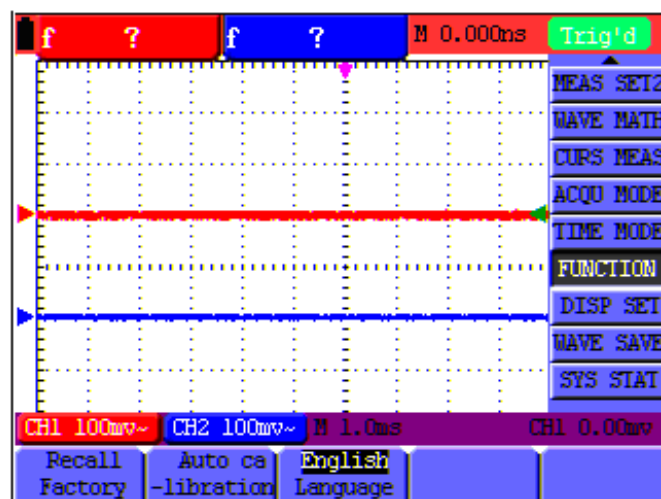 f ? f ? M 0.000ns Trig'd
MEAS SET2
WAVE MATH
CURS MEAS
ACQU MODE
TIME MODE
FUNCTION
DISP SET
WAVE SAVE
SYS STAT
CH1 100mv~ CH2 100mv~ M 1.0ms CH1 0.00mv
Recall Auto ca English
Factory -libration Language